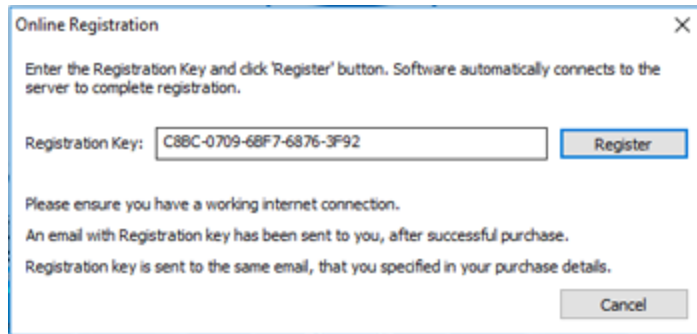 Online Registration
Enter the Registration Key and click 'Register' button. Software automatically connects to the
server to complete registration.
Registration Key: C8BC-0709-6BF7-6876-3F92 Register
Please ensure you have a working internet connection.
An email with Registration key has been sent to you, after successful purchase.
Registration key is sent to the same email, that you specified in your purchase details.
Cancel